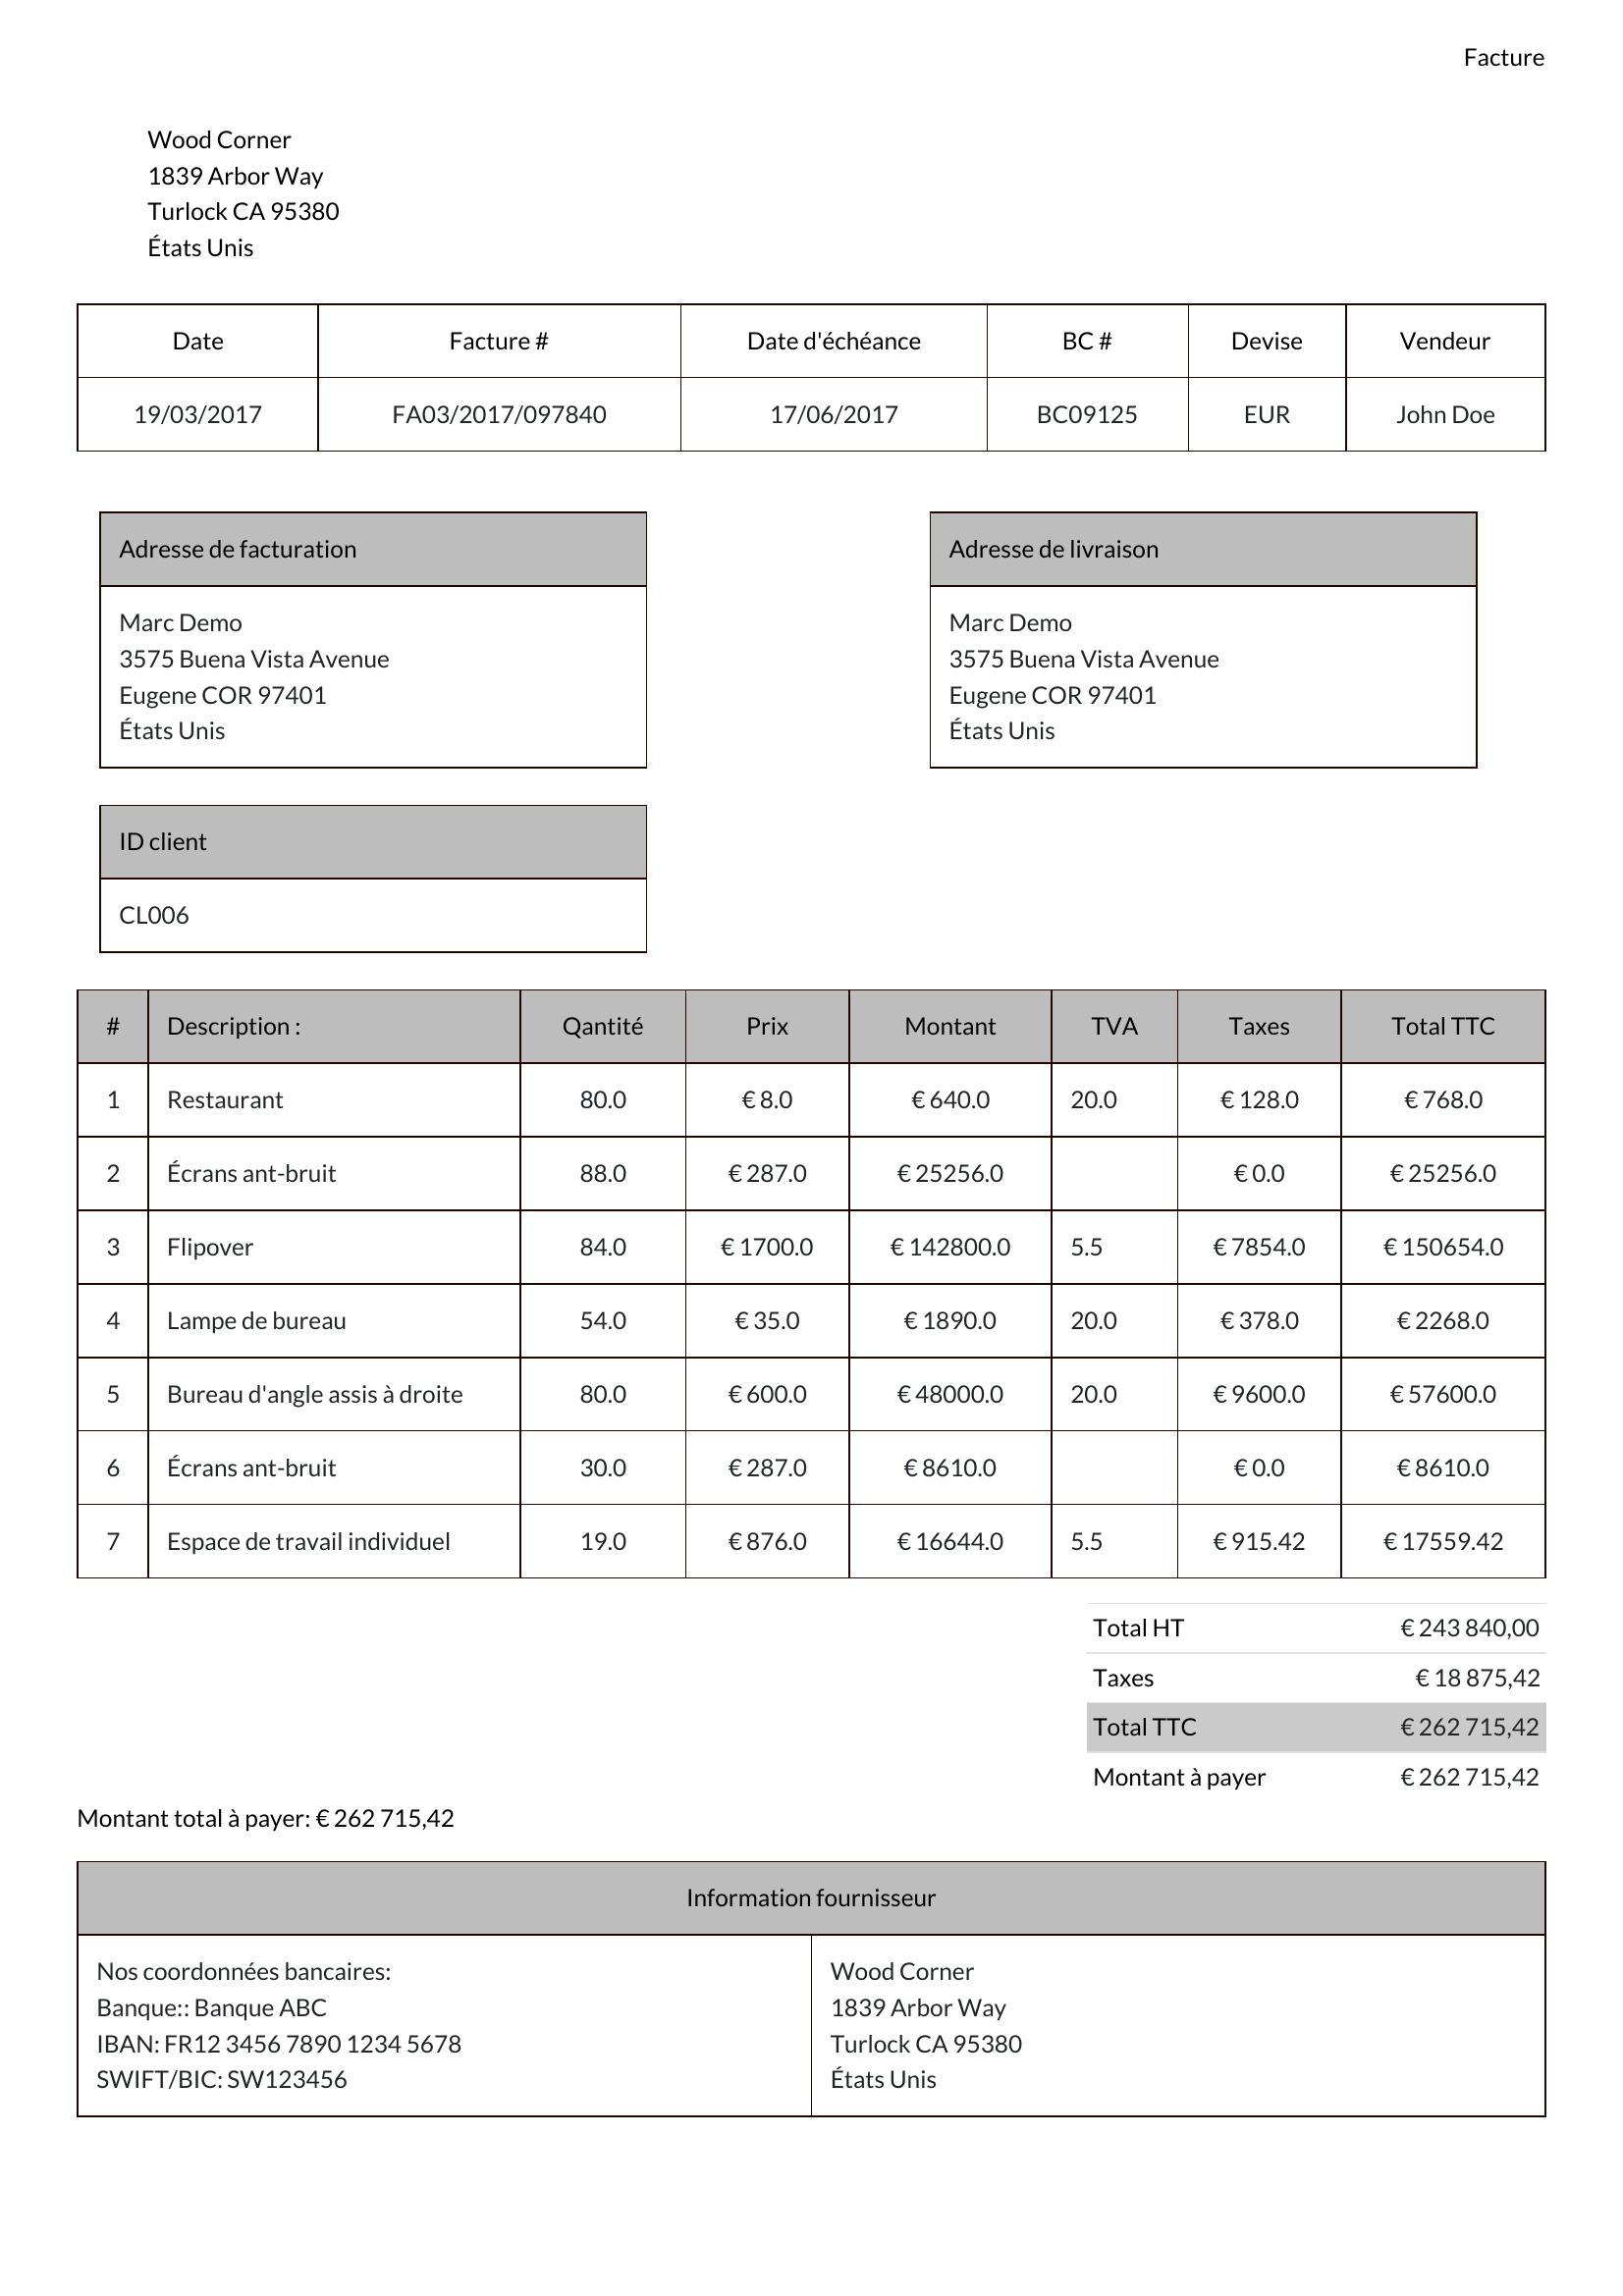 Facture
Wood Corner
1839 Arbor Way
Turlock CA 95380
États Unis
Date Facture # Date d'échéance BC # Devise Vendeur
19/03/2017 FA03/2017/097840 17/06/2017 BC09125 EUR John Doe
Adresse de facturation
Marc Demo
3575 Buena Vista Avenue
Eugene COR 97401
États Unis
Adresse de livraison
Marc Demo
3575 Buena Vista Avenue
Eugene COR 97401
États Unis
ID client
CL006
# Description : Qantité Prix Montant TVA Taxes Total TTC
1 Restaurant 80.0 € 8.0 € 640.0 20.0 € 128.0 € 768.0
2 Écrans ant-bruit 88.0 € 287.0 € 25256.0 € 0.0 € 25256.0
3 Flipover 84.0 € 1700.0 € 142800.0 5.5 € 7854.0 € 150654.0
4 Lampe de bureau 54.0 € 35.0 € 1890.0 20.0 € 378.0 € 2268.0
5 Bureau d'angle assis à droite 80.0 € 600.0 € 48000.0 20.0 € 9600.0 € 57600.0
6 Écrans ant-bruit 30.0 € 287.0 € 8610.0 € 0.0 € 8610.0
7 Espace de travail individuel 19.0 € 876.0 € 16644.0 5.5 € 915.42 € 17559.42
Total HT € 243 840,00
Taxes € 18 875,42
Total TTC € 262 715,42
Montant à payer € 262 715,42
Montant total à payer: € 262 715,42
Information fournisseur
Nos coordonnées bancaires:
Banque:: Banque ABC
IBAN: FR12 3456 7890 1234 5678
SWIFT/BIC: SW123456
Wood Corner
1839 Arbor Way
Turlock CA 95380
États Unis